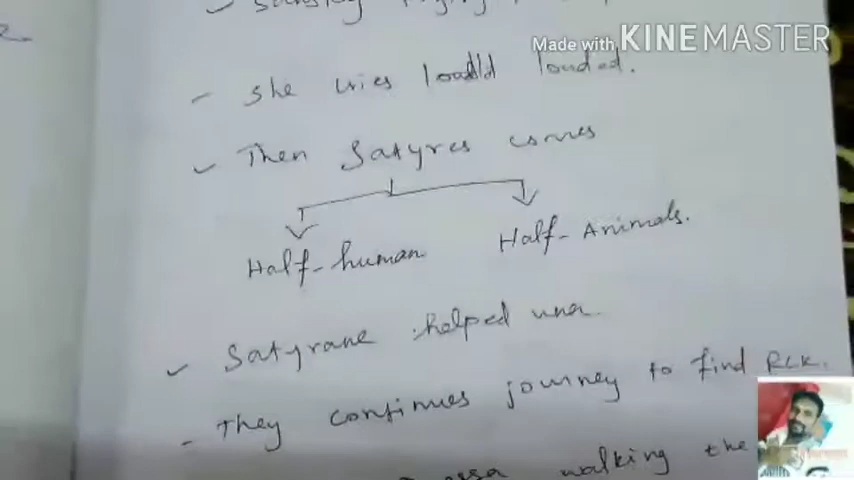 Made with KINEMASTER
- she cries loudld louded.
✓ Then Satyres comes
Half-human Half-Animals.
✓ Satyrane helped una
- They continues journey to find RCK.
walking the